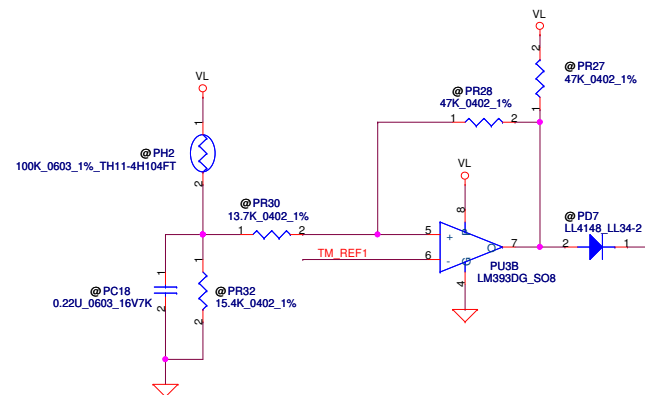 VL
@PR27
47K_0402_1%
2
1
VL
@PR28
47K_0402_1%
1
2
@PH2
100K_0603_1%_TH11-4H104FT
1
2
VL
@PR30
13.7K_0402_1%
1
2
8
5
+
6
-
7
4
TM_REF1
PU3B
LM393DG_SO8
@PD7
LL4148_LL34-2
2
1
@PC18
0.22U_0603_16V7K
1
2
@PR32
15.4K_0402_1%
1
2